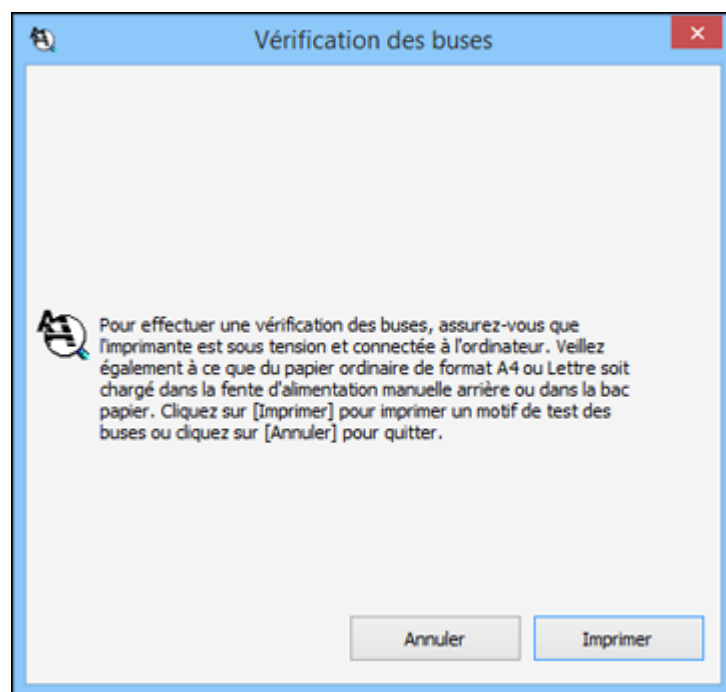 Vérification des buses
Pour effectuer une vérification des buses, assurez-vous que
l'imprimante est sous tension et connectée à l'ordinateur. Veillez
également à ce que du papier ordinaire de format A4 ou Lettre soit
chargé dans la fente d'alimentation manuelle arrière ou dans la bac
papier. Cliquez sur [Imprimer] pour imprimer un motif de test des
buses ou cliquez sur [Annuler] pour quitter.
Annuler
Imprimer